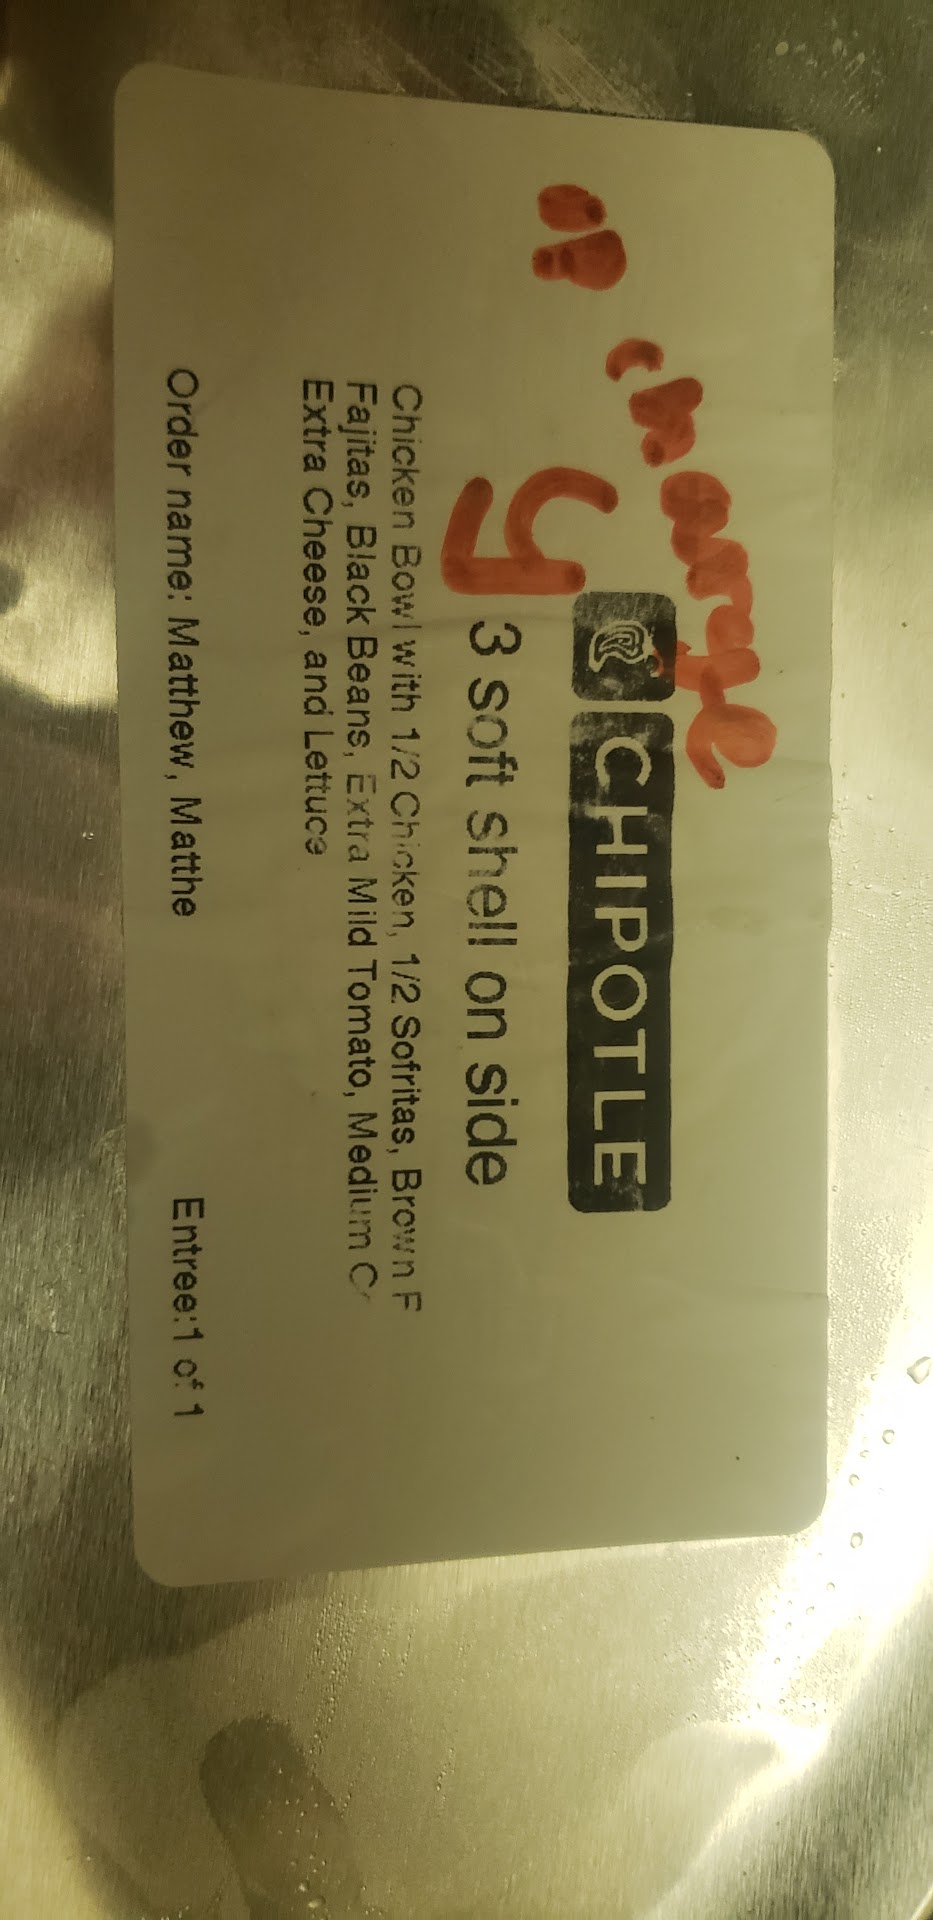 charge
CHIPOTLE
y
3 soft shell on side
Chicken Bowl with 1/2 Chicken, 1/2 Sofritas, Brown
Fajitas, Black Beans, Extra Mild Tomato, Medium
Extra Cheese, and Lettuce
Order name: Matthew, Matthe
Entree:1 of 1